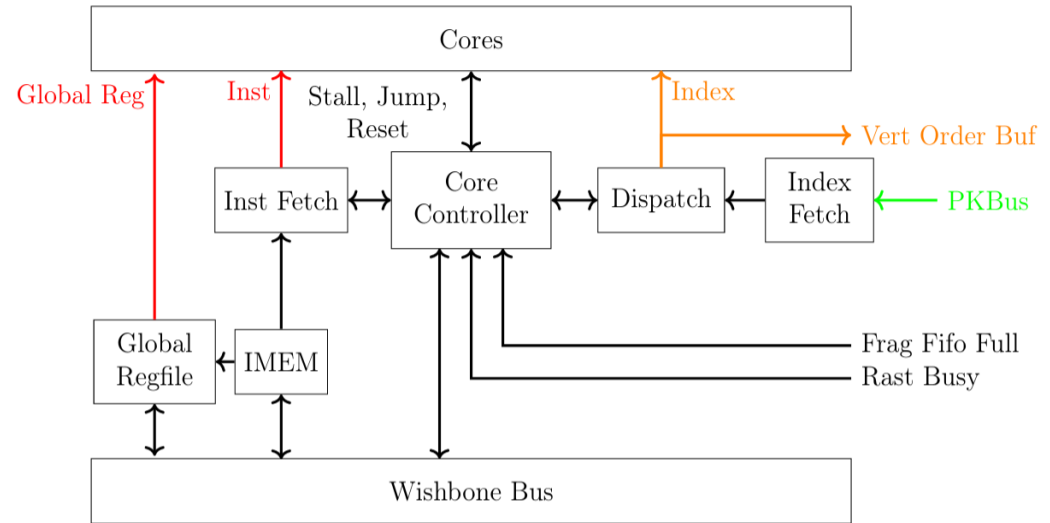 Cores
Global Reg
Inst
Stall, Jump,
Reset
Index
Vert Order Buf
Inst Fetch
Core
Controller
Dispatch
Index
Fetch
PKBus
Global
Regfile
IMEM
Frag Fifo Full
Rast Busy
Wishbone Bus